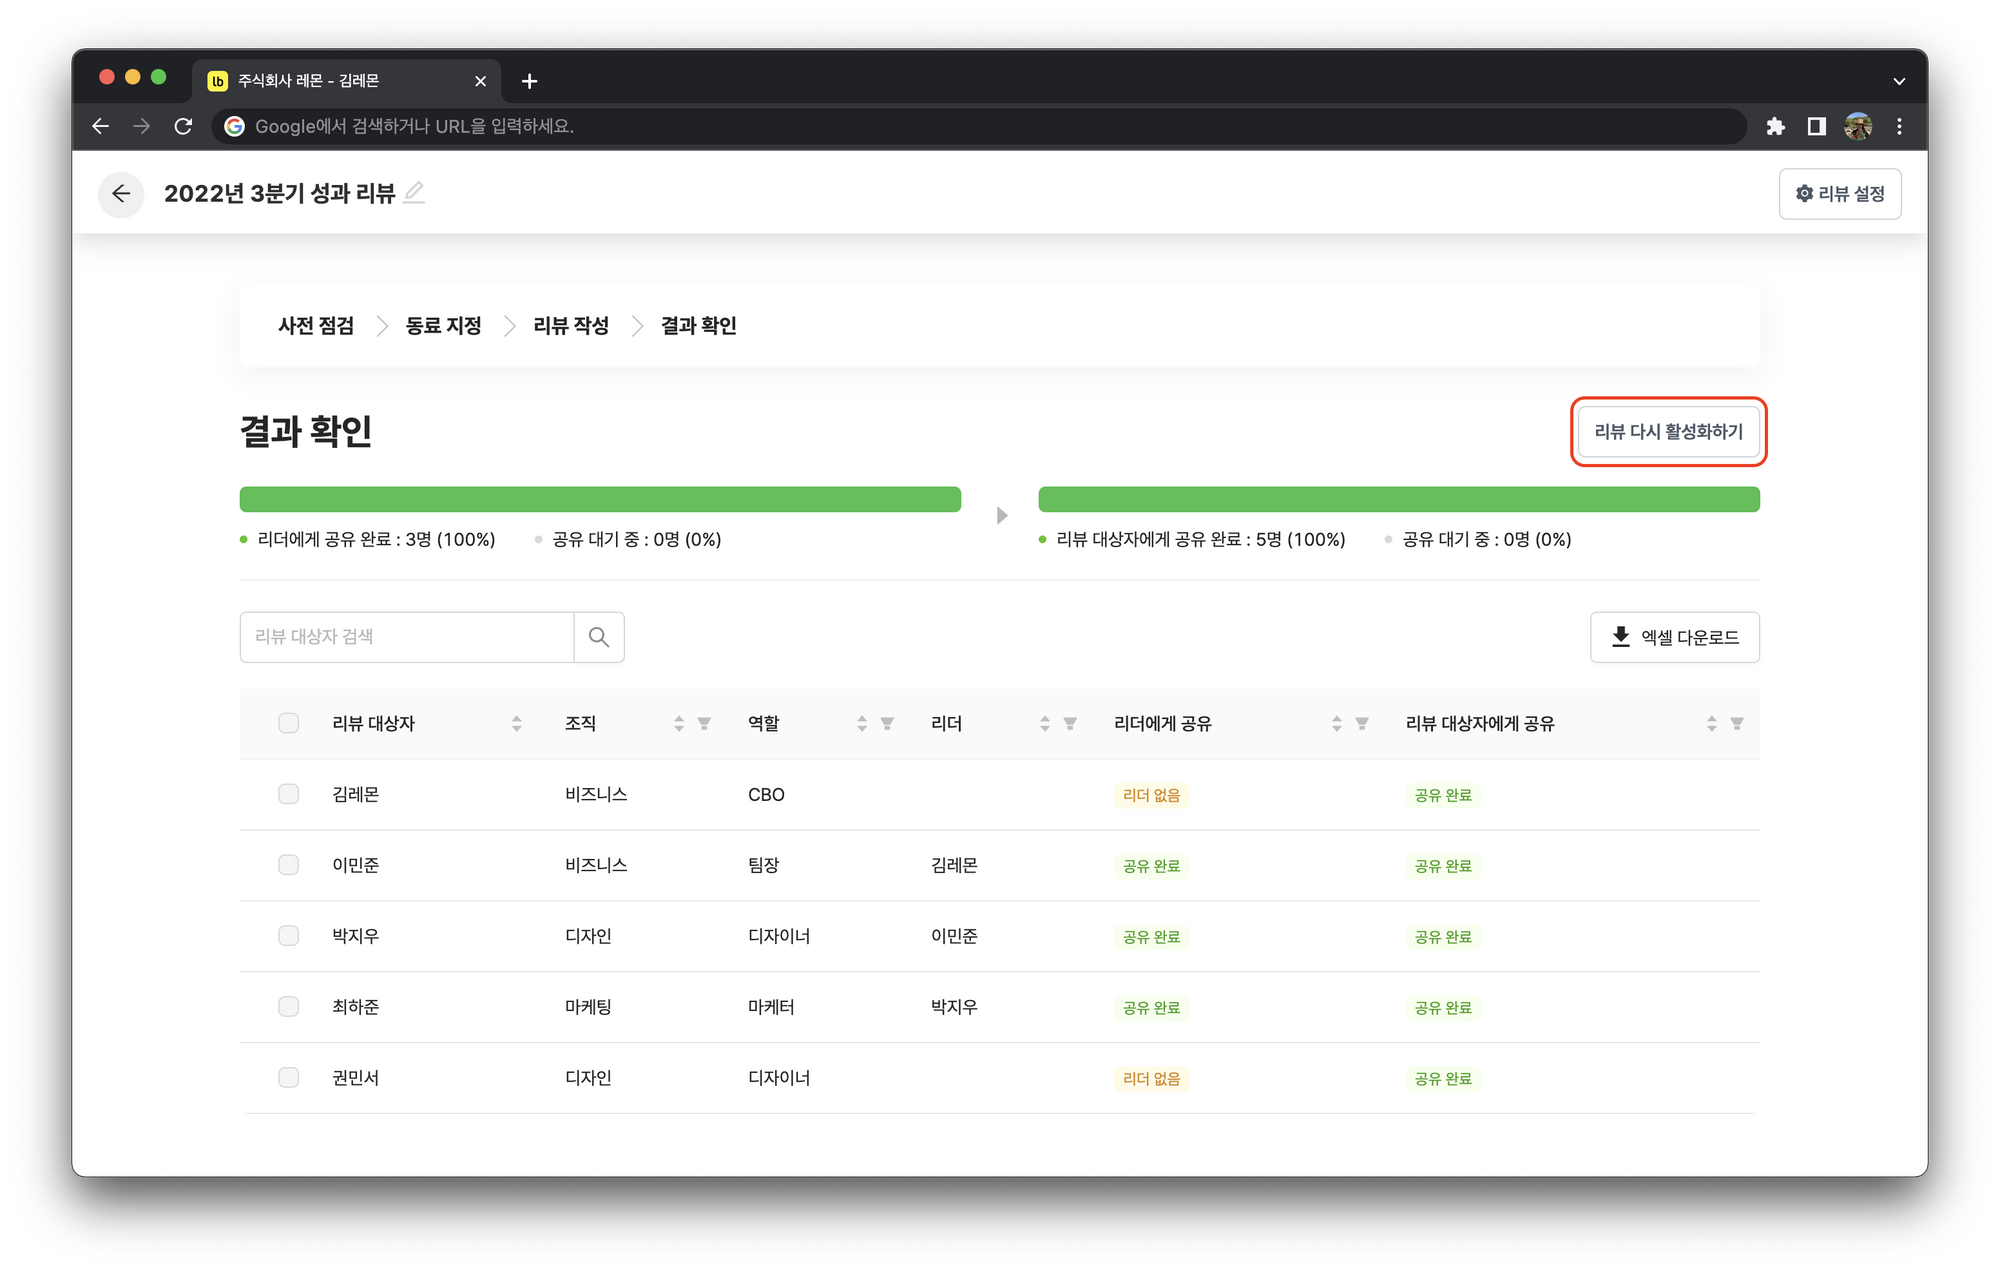 lb 주식회사 레몬 - 김레몬
Google에서 검색하거나 URL을 입력하세요.
2022년 3분기 성과 리뷰
리뷰 설정
사전 점검 동료 지정 리뷰 작성 결과 확인
결과 확인
리뷰 다시 활성화하기
리더에게 공유 완료 : 3명 (100%) 공유 대기 중 : 0명 (0%)
리뷰 대상자에게 공유 완료 : 5명 (100%) 공유 대기 중 : 0명 (0%)
리뷰 대상자 검색
엑셀 다운로드
리뷰 대상자 조직 역할 리더 리더에게 공유 리뷰 대상자에게 공유
김레몬 비즈니스 CBO 리더 없음 공유 완료
이민준 비즈니스 팀장 김레몬 공유 완료 공유 완료
박지우 디자인 디자이너 이민준 공유 완료 공유 완료
최하준 마케팅 마케터 박지우 공유 완료 공유 완료
권민서 디자인 디자이너 리더 없음 공유 완료